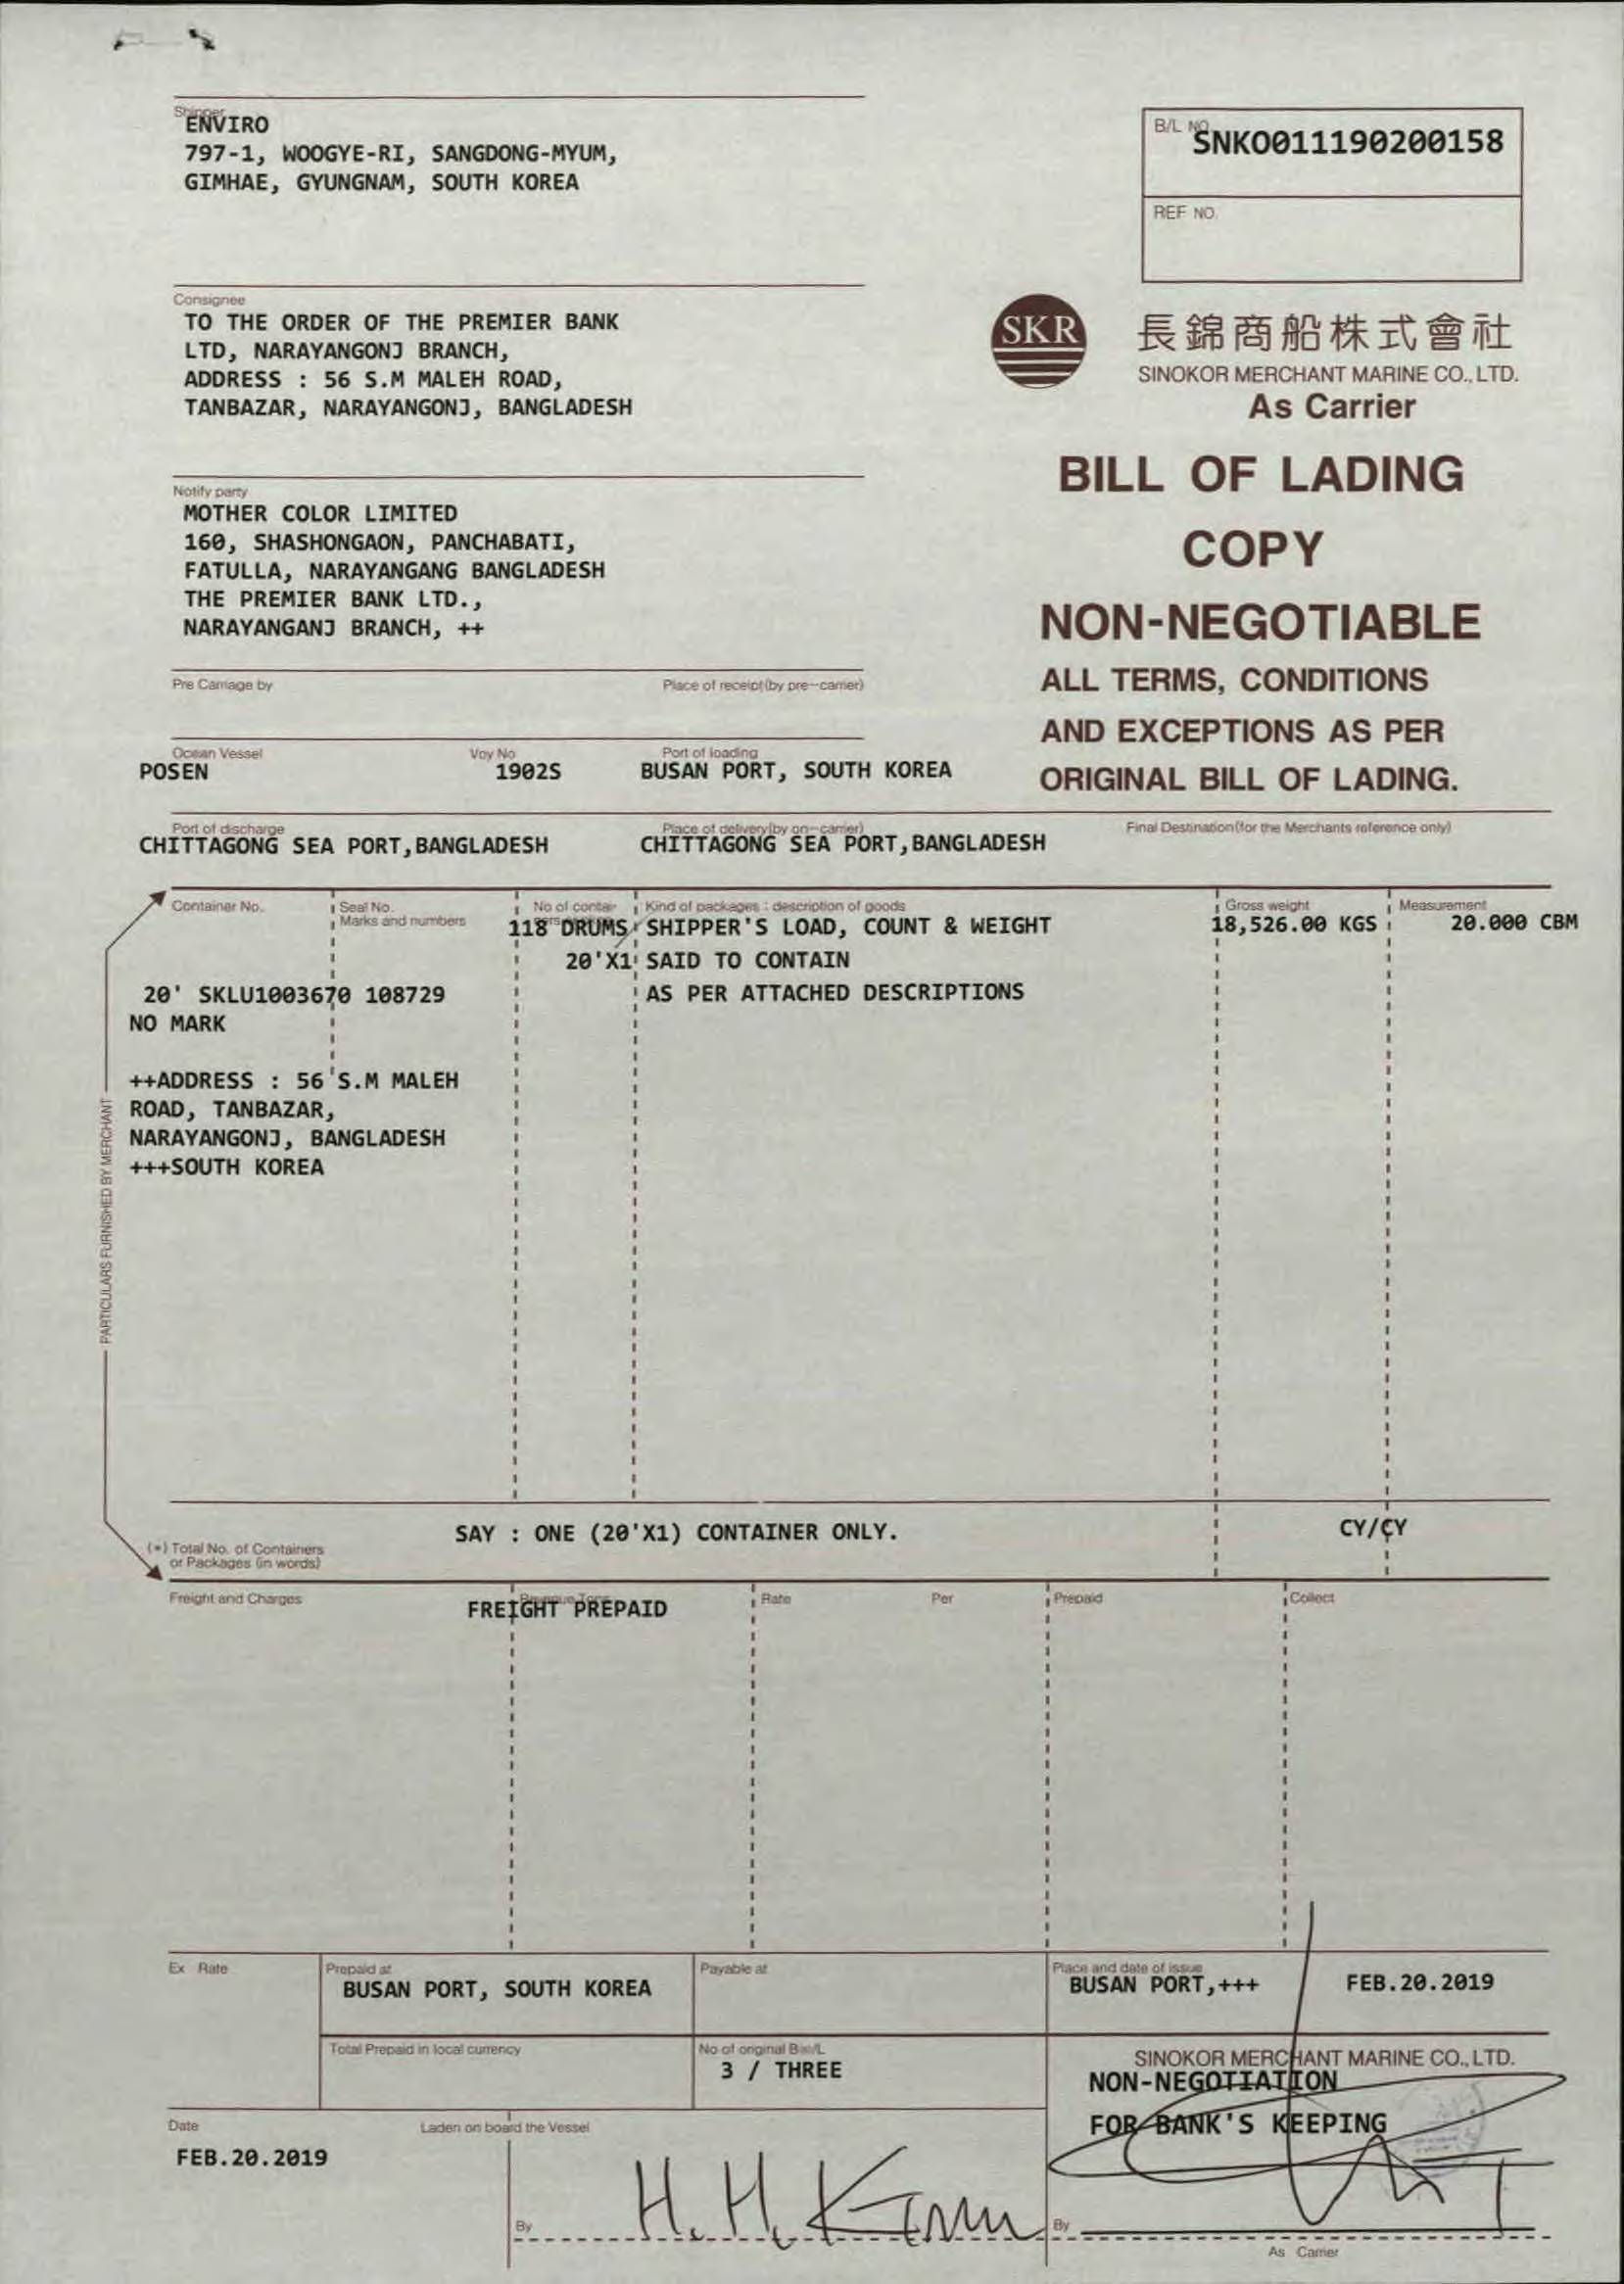 Shipper
ENVIRO
797-1, WOOGYE-RI, SANGDONG-MYUM,
GIMHAE, GYUNGNAM, SOUTH KOREA
B/L NO.
SNKO011190200158
REF NO.
Consignee
TO THE ORDER OF THE PREMIER BANK
LTD, NARAYANGONJ BRANCH,
ADDRESS : 56 S.M MALEH ROAD,
TANBAZAR, NARAYANGONJ, BANGLADESH
SKR
長錦商船株式會社
SINOKOR MERCHANT MARINE CO., LTD.
As Carrier
BILL OF LADING
COPY
NON-NEGOTIABLE
ALL TERMS, CONDITIONS
AND EXCEPTIONS AS PER
ORIGINAL BILL OF LADING.
Notify party
MOTHER COLOR LIMITED
160, SHASHONGAON, PANCHABATI,
FATULLA, NARAYANGANG BANGLADESH
THE PREMIER BANK LTD.,
NARAYANGANJ BRANCH, ++
Pre Carriage by Place of receipt(by pre-carrier)
Ocean Vessel Voy No Port of loading
POSEN 1902S BUSAN PORT, SOUTH KOREA
Port of discharge Place of delivery(by on-carrier) Final Destination(for the Merchants reference only)
CHITTAGONG SEA PORT,BANGLADESH CHITTAGONG SEA PORT,BANGLADESH
Container No. Seal No. No of contai- Kind of packages : description of goods Gross weight Measurement
Marks and numbers
118 DRUMS SHIPPER'S LOAD, COUNT & WEIGHT 18,526.00 KGS 20.000 CBM
20'X1 SAID TO CONTAIN
20' SKLU1003670 108729 AS PER ATTACHED DESCRIPTIONS
NO MARK
++ADDRESS : 56 S.M MALEH
ROAD, TANBAZAR,
NARAYANGONJ, BANGLADESH
+++SOUTH KOREA
PARTICULARS FURNISHED BY MERCHANT
SAY : ONE (20'X1) CONTAINER ONLY. CY/CY
(*) Total No. of Containers
or Packages (in words)
Freight and Charges Revenue Tons Rate Per Prepaid Collect
FREIGHT PREPAID
Ex Rate Prepaid at Payable at Place and date of issue
BUSAN PORT, SOUTH KOREA BUSAN PORT,+++ FEB.20.2019
Total Prepaid in local currency No of original B(s)/L
3 / THREE
SINOKOR MERCHANT MARINE CO., LTD.
NON-NEGOTIATION
FOR BANK'S KEEPING
Date Laden on board the Vessel
FEB.20.2019
By H.H. Kim By
As Carrier